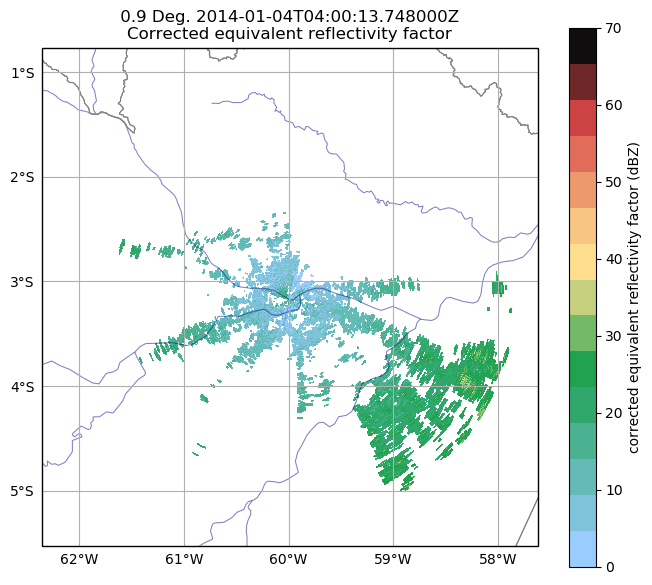 0.9 Deg. 2014-01-04T04:00:13.748000Z
Corrected equivalent reflectivity factor
1°S
2°S
3°S
4°S
5°S
62°W
61°W
60°W
59°W
58°W
70
60
50
40
30
20
10
0
corrected equivalent reflectivity factor (dBZ)